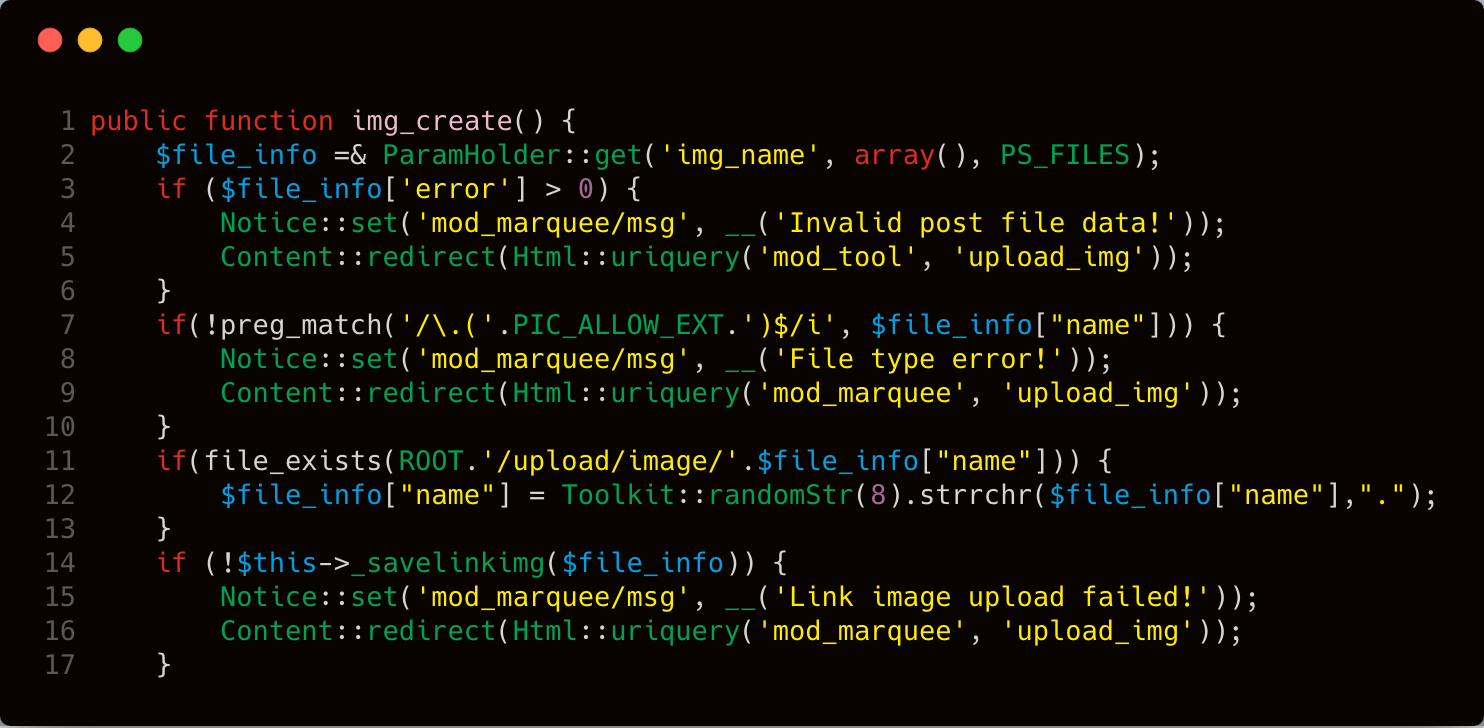 1 public function img_create() {
2     $file_info =& ParamHolder::get('img_name', array(), PS_FILES);
3     if ($file_info['error'] > 0) {
4         Notice::set('mod_marquee/msg', __('Invalid post file data!'));
5         Content::redirect(Html::uriquery('mod_tool', 'upload_img'));
6     }
7     if(!preg_match('/\.('.PIC_ALLOW_EXT.')$/i', $file_info["name"])) {
8         Notice::set('mod_marquee/msg', __('File type error!'));
9         Content::redirect(Html::uriquery('mod_marquee', 'upload_img'));
10     }
11     if(file_exists(ROOT.'/upload/image/'.$file_info["name"])) {
12         $file_info["name"] = Toolkit::randomStr(8).strrchr($file_info["name"],".");
13     }
14     if (!$this->_savelinkimg($file_info)) {
15         Notice::set('mod_marquee/msg', __('Link image upload failed!'));
16         Content::redirect(Html::uriquery('mod_marquee', 'upload_img'));
17     }